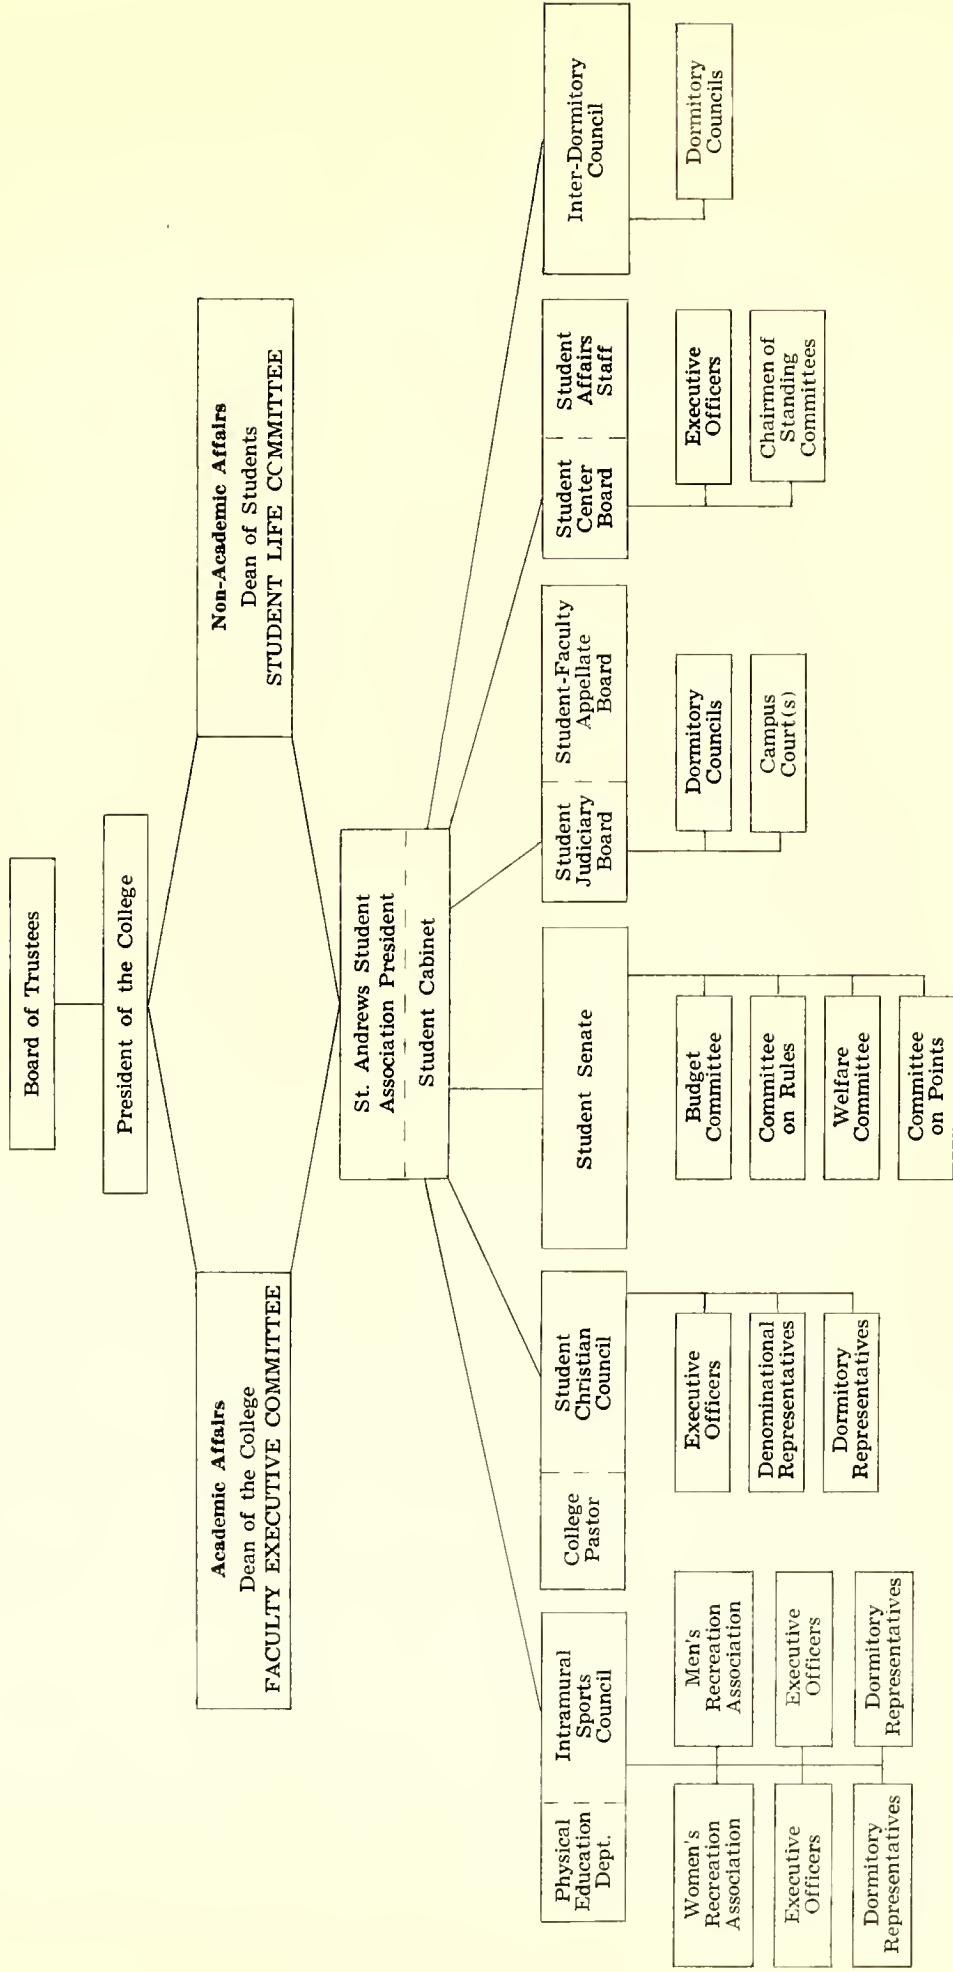 Board of Trustees
President of the College
Academic Affairs
Dean of the College
FACULTY EXECUTIVE COMMITTEE
Non-Academic Affairs
Dean of Students
STUDENT LIFE CCMMITTEE
St. Andrews Student
Association President
Student Cabinet
Physical
Education
Dept.
Intramural
Sports
Council
College
Pastor
Student
Christian
Council
Student Senate
Student
Judiciary
Board
Student-Faculty
Appellate
Board
Student
Center
Board
Student
Affairs
Staff
Inter-Dormitory
Council
Women's
Recreation
Association
Men's
Recreation
Association
Executive
Officers
Executive
Officers
Dormitory
Representatives
Dormitory
Representatives
Executive
Officers
Denominational
Representatives
Dormitory
Representatives
Budget
Committee
Committee
on Rules
Welfare
Committee
Committee
on Points
Dormitory
Councils
Campus
Court(s)
Executive
Officers
Chairmen of
Standing
Committees
Dormitory
Councils